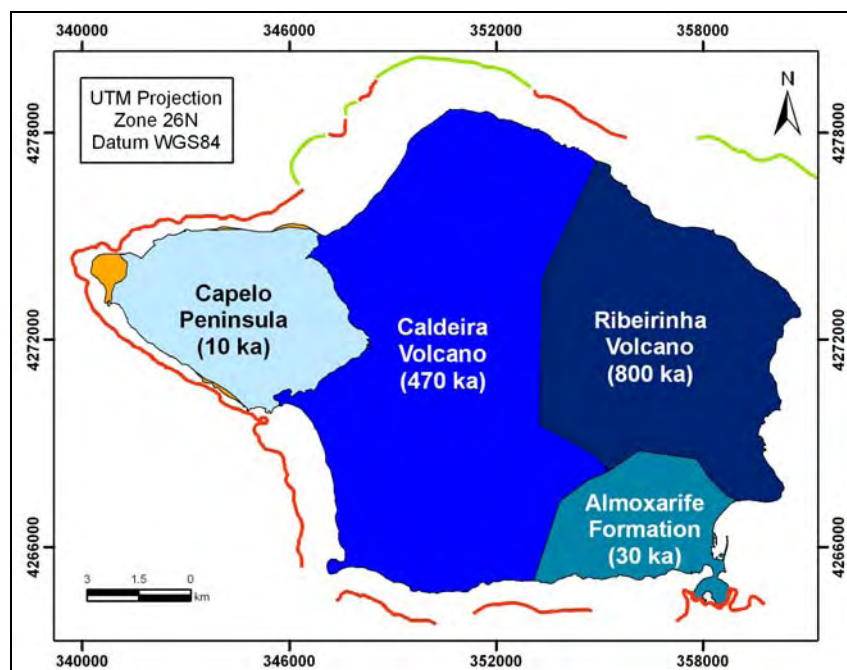 340000 346000 352000 358000
UTM Projection
Zone 26N
Datum WGS84
N
4278000 4278000
Capelo
Peninsula
(10 ka)
Caldeira
Volcano
(470 ka)
Ribeirinha
Volcano
(800 ka)
4272000 4272000
Almoxarife
Formation
(30 ka)
4266000 4266000
3 1.5 0
km
340000 346000 352000 358000